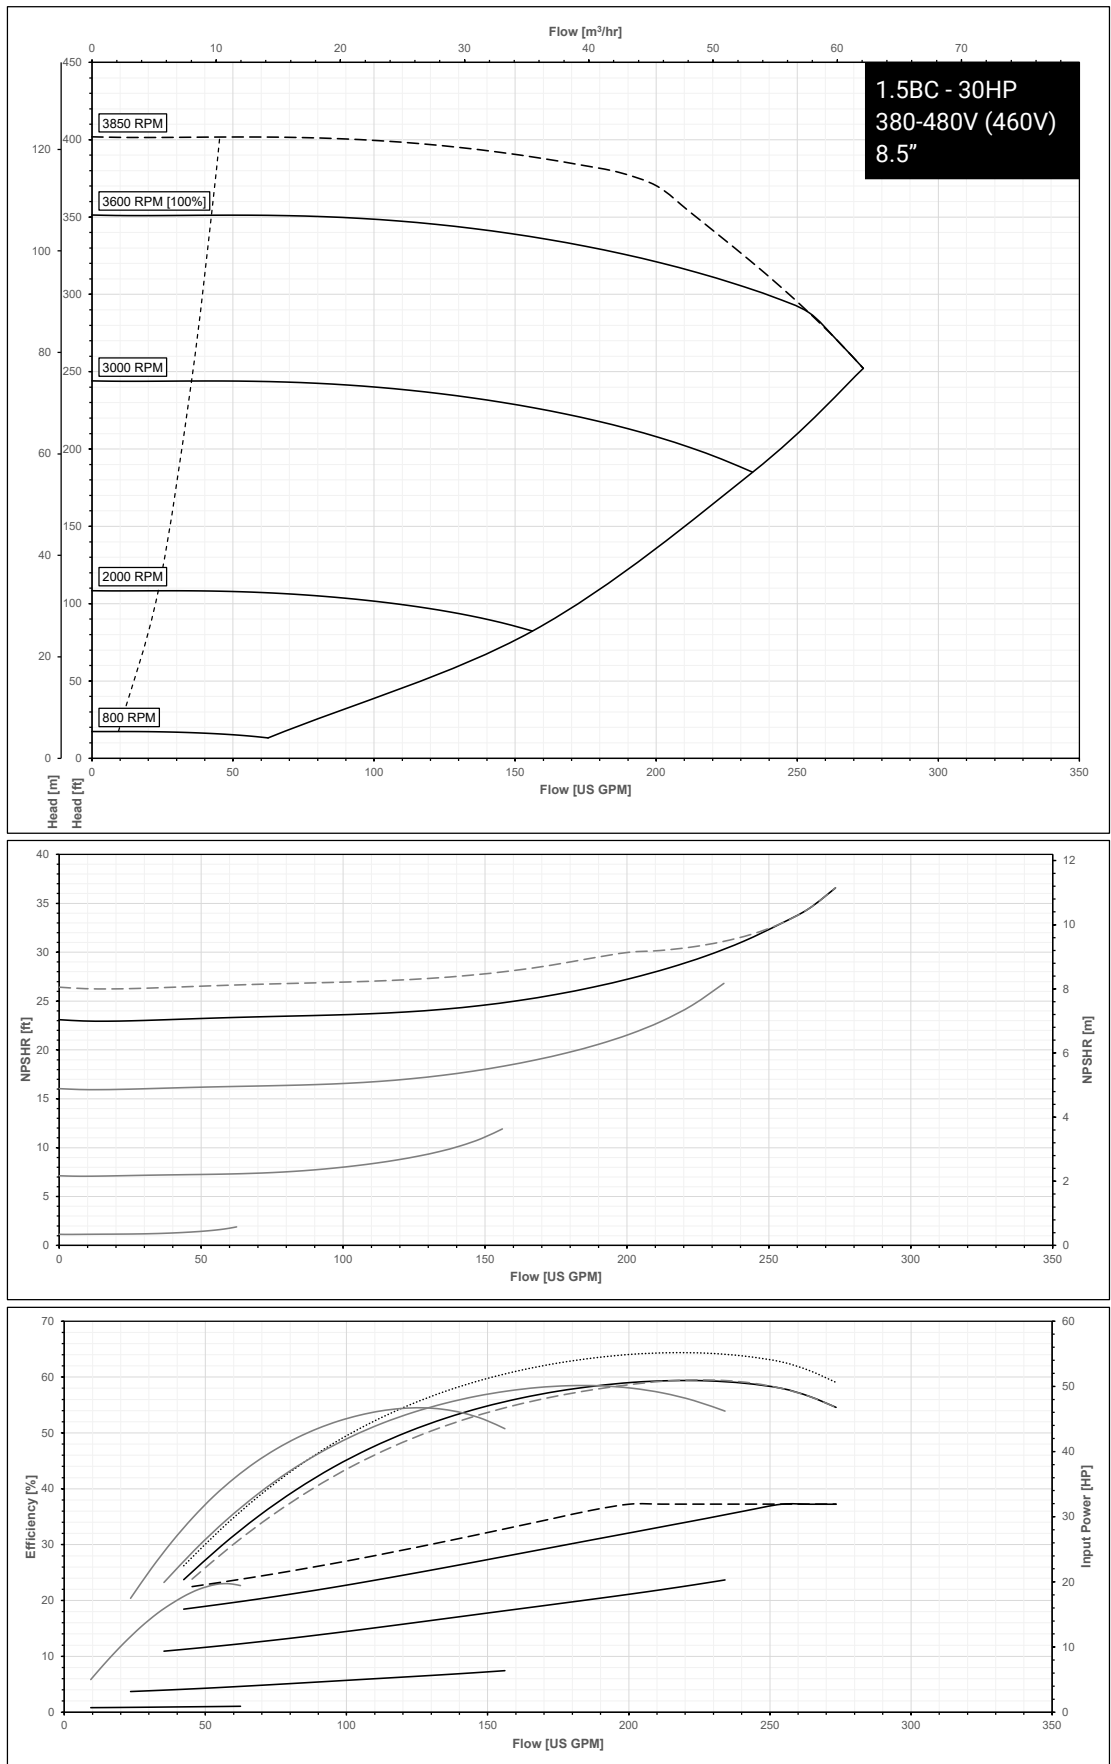 Flow [m³/hr]
0 10 20 30 40 50 60 70
1.5BC - 30HP
380-480V (460V)
8.5”
450
400
350
300
250
200
150
100
50
0
120
100
80
60
40
20
0
3850 RPM
3600 RPM [100%]
3000 RPM
2000 RPM
800 RPM
0 50 100 150 200 250 300 350
Flow [US GPM]
Head [m]
Head [ft]
40
35
30
25
20
15
10
5
0
NPSHR [ft]
12
10
8
6
4
2
0
NPSHR [m]
0 50 100 150 200 250 300 350
Flow [US GPM]
70
60
50
40
30
20
10
0
Efficiency [%]
60
50
40
30
20
10
0
Input Power [HP]
0 50 100 150 200 250 300 350
Flow [US GPM]